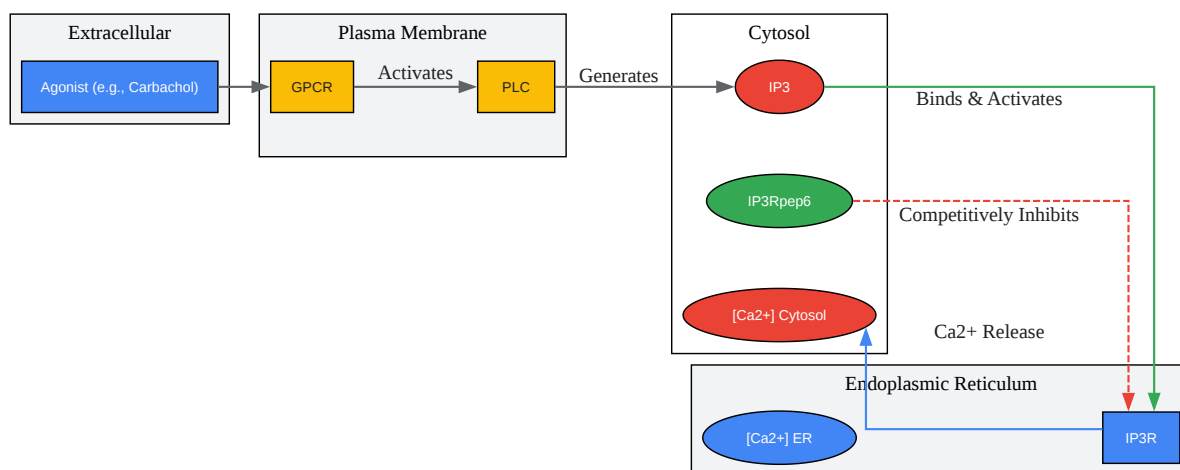 Extracellular
Agonist (e.g., Carbachol)
Plasma Membrane
GPCR
Activates
PLC
Generates
Cytosol
IP3
Binds & Activates
IP3Rpep6
Competitively Inhibits
[Ca2+] Cytosol
Ca2+ Release
Endoplasmic Reticulum
[Ca2+] ER
IP3R